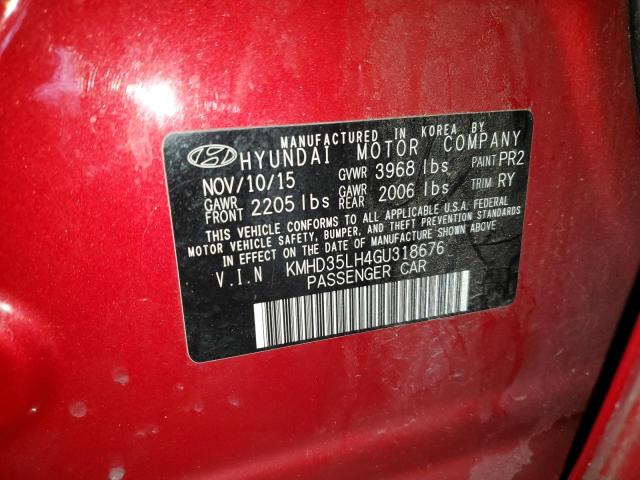 MANUFACTURED IN KOREA BY
HYUNDAI MOTOR COMPANY
NOV/10/15 GVWR 3968 lbs PAINT PR2
GAWR FRONT 2205 lbs GAWR REAR 2006 lbs TRIM RY
THIS VEHICLE CONFORMS TO ALL APPLICABLE U.S.A. FEDERAL
MOTOR VEHICLE SAFETY, BUMPER, AND THEFT PREVENTION STANDARDS
IN EFFECT ON THE DATE OF MANUFACTURE SHOWN ABOVE
V.I.N KMHD35LH4GU318676
PASSENGER CAR